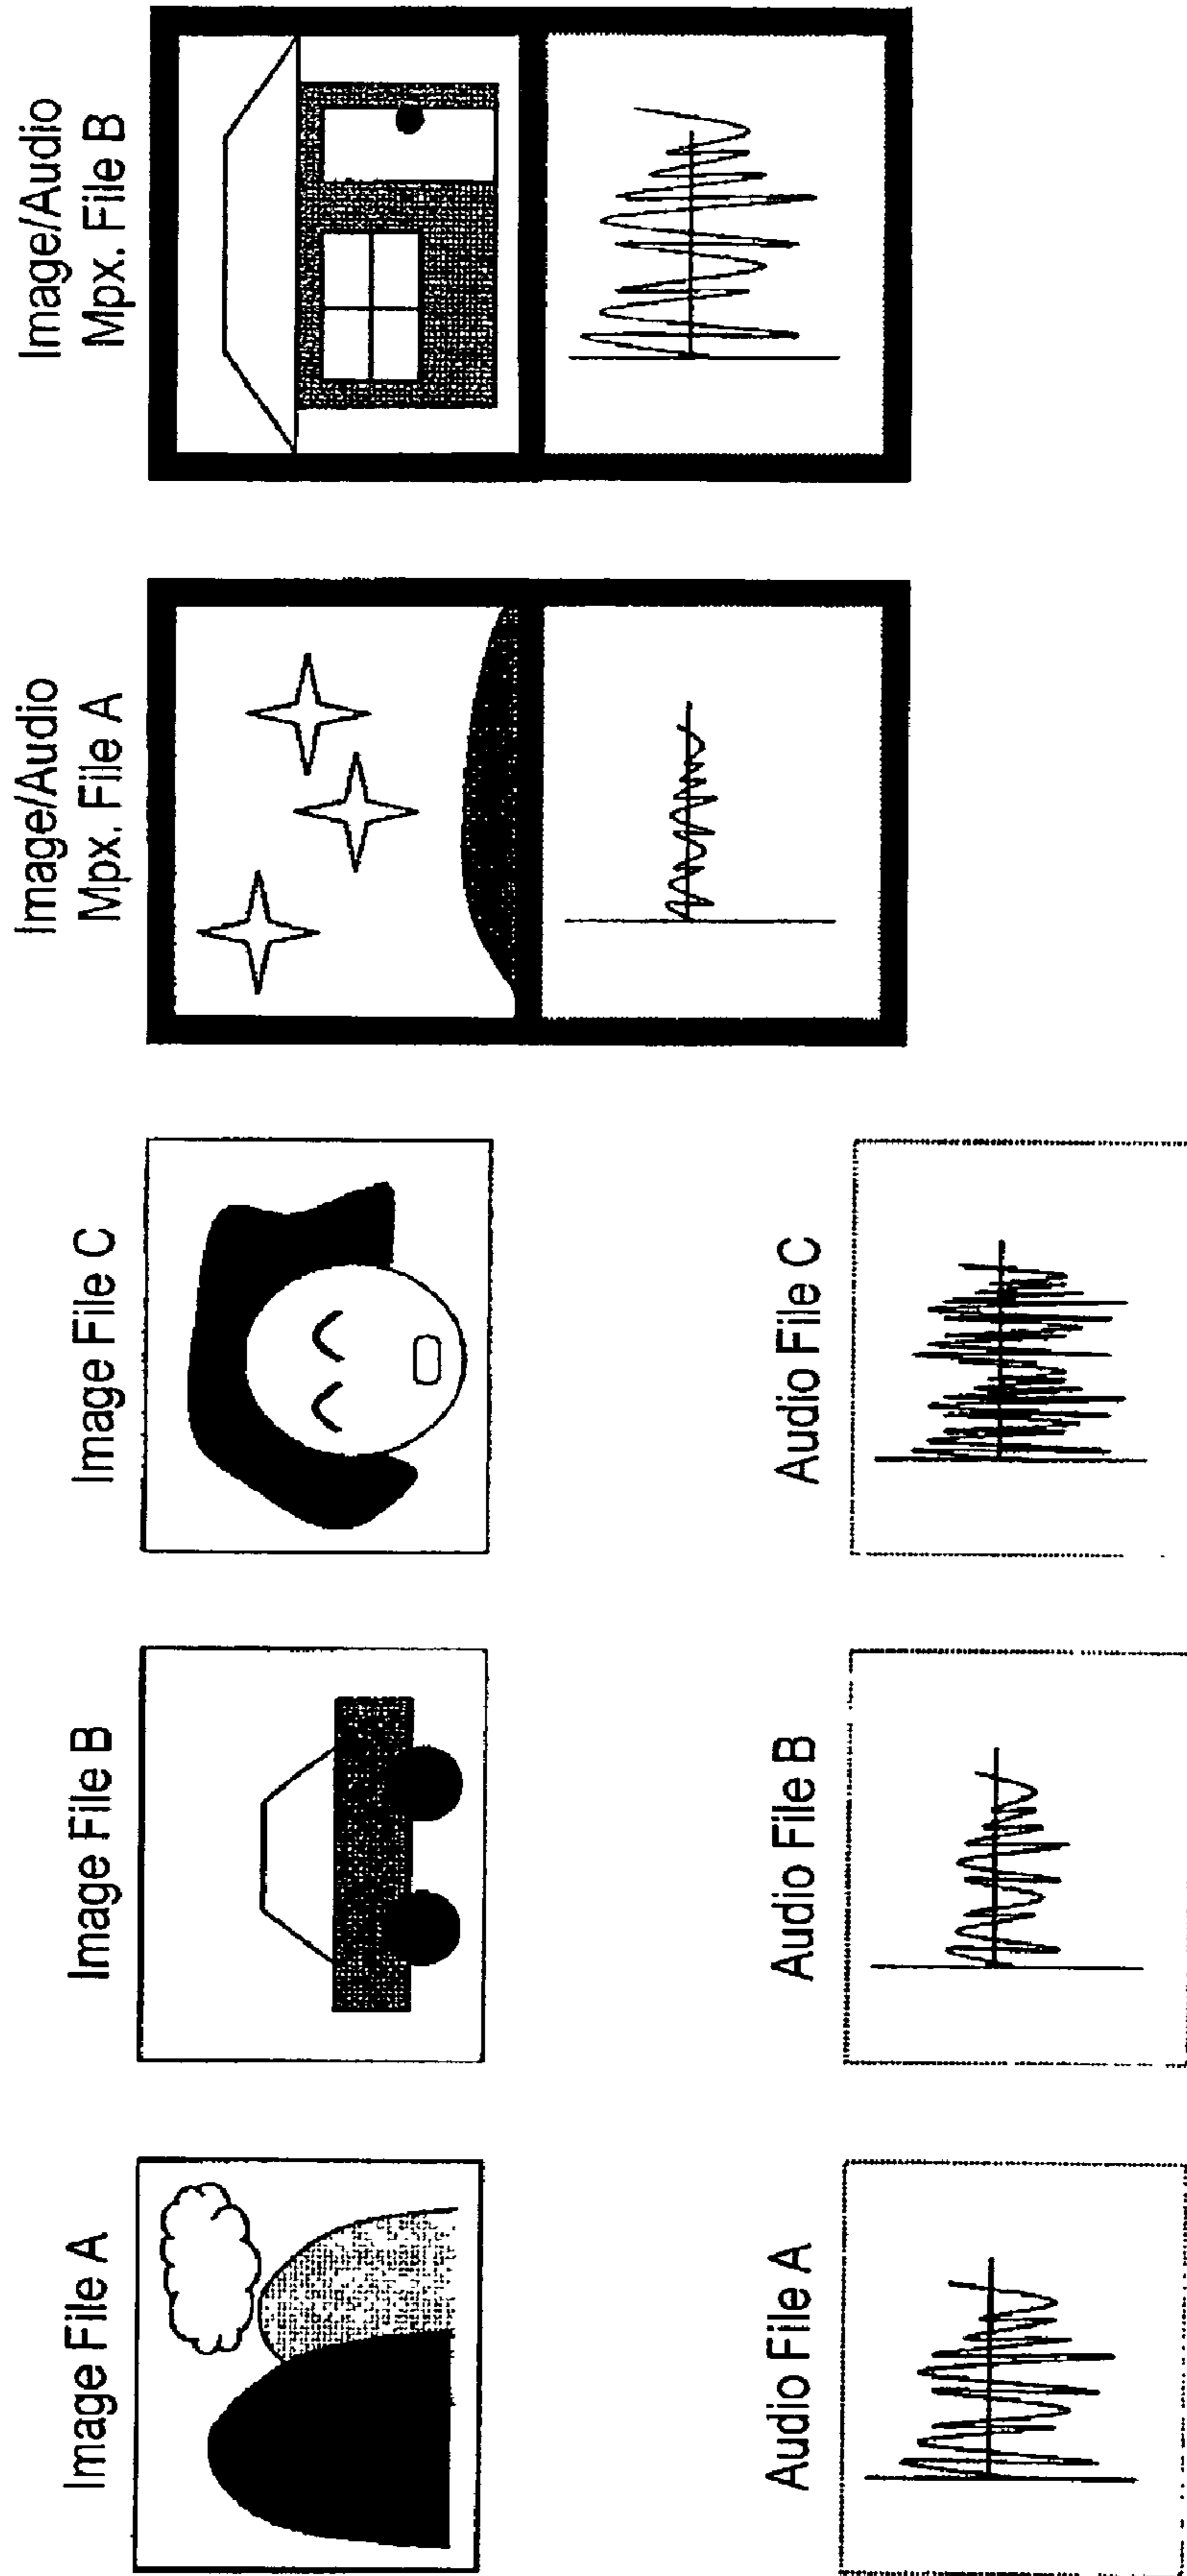 Image File A
Image File B
Image File C
Image/Audio
Mpx. File A
Image/Audio
Mpx. File B
Audio File A
Audio File B
Audio File C